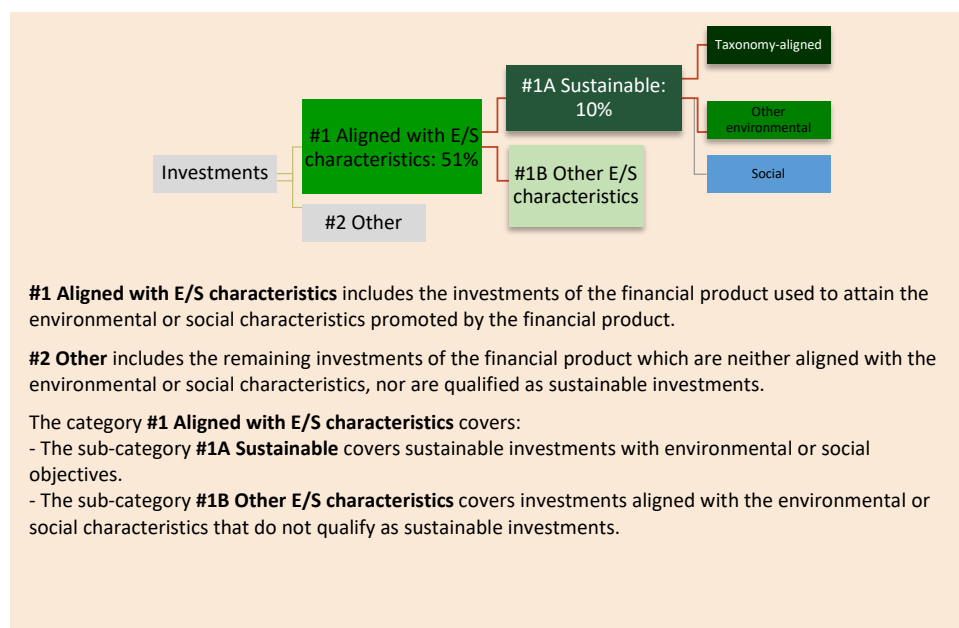 Investments
#1 Aligned with E/S
characteristics: 51%
#2 Other
#1A Sustainable:
10%
#1B Other E/S
characteristics
Taxonomy-aligned
Other
environmental
Social
#1 Aligned with E/S characteristics includes the investments of the financial product used to attain the
environmental or social characteristics promoted by the financial product.
#2 Other includes the remaining investments of the financial product which are neither aligned with the
environmental or social characteristics, nor are qualified as sustainable investments.
The category #1 Aligned with E/S characteristics covers:
- The sub-category #1A Sustainable covers sustainable investments with environmental or social
objectives.
- The sub-category #1B Other E/S characteristics covers investments aligned with the environmental or
social characteristics that do not qualify as sustainable investments.